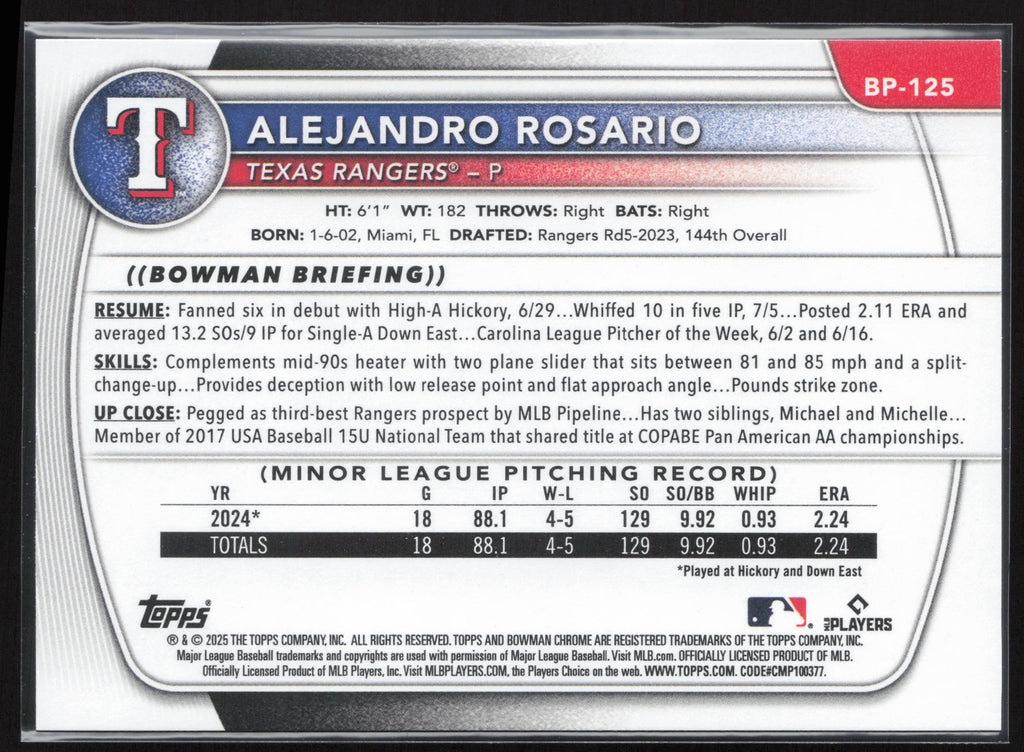 BP-125
T
ALEJANDRO ROSARIO
TEXAS RANGERS® – P
HT: 6'1" WT: 182 THROWS: Right BATS: Right
BORN: 1-6-02, Miami, FL DRAFTED: Rangers Rd5-2023, 144th Overall
((BOWMAN BRIEFING))
RESUME: Fanned six in debut with High-A Hickory, 6/29...Whiffed 10 in five IP, 7/5...Posted 2.11 ERA and
averaged 13.2 SOs/9 IP for Single-A Down East...Carolina League Pitcher of the Week, 6/2 and 6/16.
SKILLS: Complements mid-90s heater with two plane slider that sits between 81 and 85 mph and a split-
change-up...Provides deception with low release point and flat approach angle...Pounds strike zone.
UP CLOSE: Pegged as third-best Rangers prospect by MLB Pipeline...Has two siblings, Michael and Michelle...
Member of 2017 USA Baseball 15U National Team that shared title at COPABE Pan American AA championships.
(MINOR LEAGUE PITCHING RECORD)
YR G IP W-L SO SO/BB WHIP ERA
2024* 18 88.1 4-5 129 9.92 0.93 2.24
TOTALS 18 88.1 4-5 129 9.92 0.93 2.24
*Played at Hickory and Down East
Topps® MLB PLAYERS
® & © 2025 THE TOPPS COMPANY, INC. ALL RIGHTS RESERVED. TOPPS AND BOWMAN CHROME ARE REGISTERED TRADEMARKS OF THE TOPPS COMPANY, INC.
Major League Baseball trademarks and copyrights are used with permission of Major League Baseball. Visit MLB.com. OFFICIALLY LICENSED PRODUCT OF MLB.
Officially Licensed Product of MLB Players, Inc. Visit MLBPLAYERS.COM, the Players Choice on the web. WWW.TOPPS.COM. CODE#CMP100377.